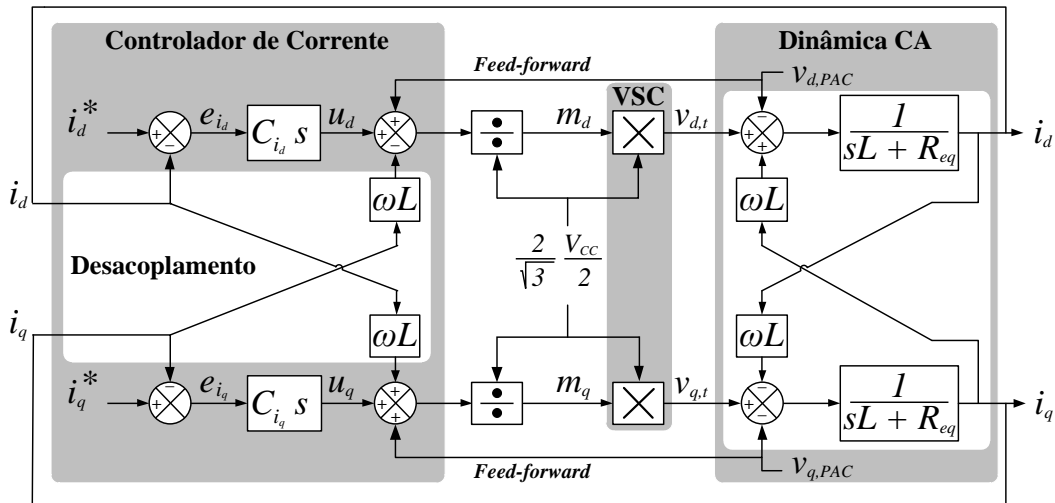 Controlador de Corrente
Dinâmica CA
Feed-forward
v_{d,PAC}
VSC
i_d^*
e_{i_d}
C_{i_d} s
u_d
m_d
v_{d,t}
1
sL + R_{eq}
i_d
i_d
ωL
ωL
Desacoplamento
2
√3
V_{CC}
2
i_q
ωL
ωL
i_q^*
e_{i_q}
C_{i_q} s
u_q
m_q
v_{q,t}
1
sL + R_{eq}
i_q
Feed-forward
v_{q,PAC}